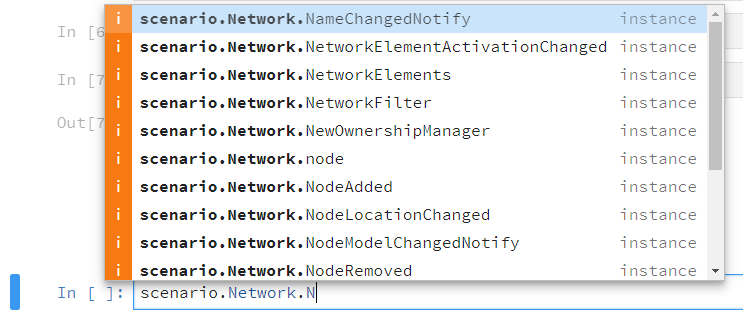 In [6
In [7
Out[7
i scenario.Network.NameChangedNotify instance
i scenario.Network.NetworkElementActivationChanged instance
i scenario.Network.NetworkElements instance
i scenario.Network.NetworkFilter instance
i scenario.Network.NewOwnershipManager instance
i scenario.Network.node instance
i scenario.Network.NodeAdded instance
i scenario.Network.NodeLocationChanged instance
i scenario.Network.NodeModelChangedNotify instance
i scenario.Network.NodeRemoved instance
In [ ]: scenario.Network.N